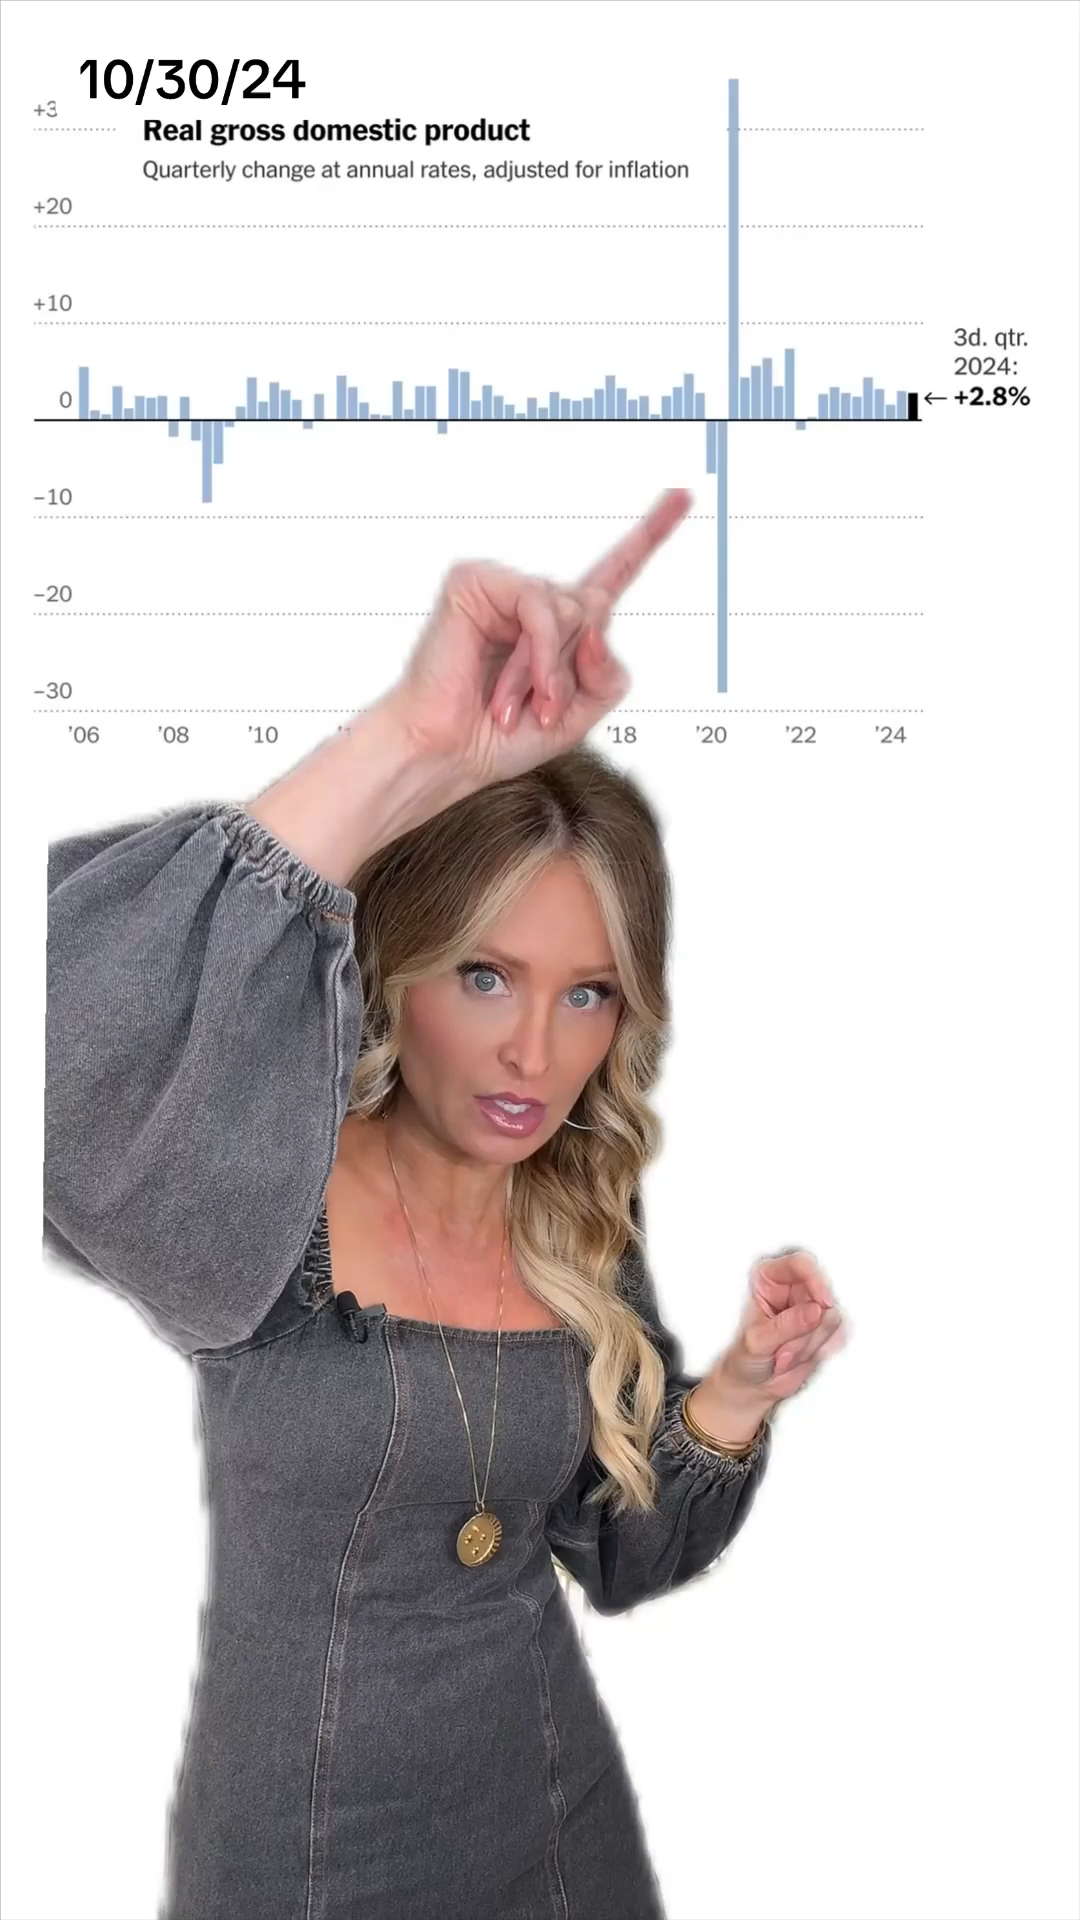 10/30/24
+3
Real gross domestic product
Quarterly change at annual rates, adjusted for inflation
+20
+10
3d. qtr.
2024:
0
← +2.8%
–10
–20
–30
'06 '08 '10 '18 '20 '22 '24